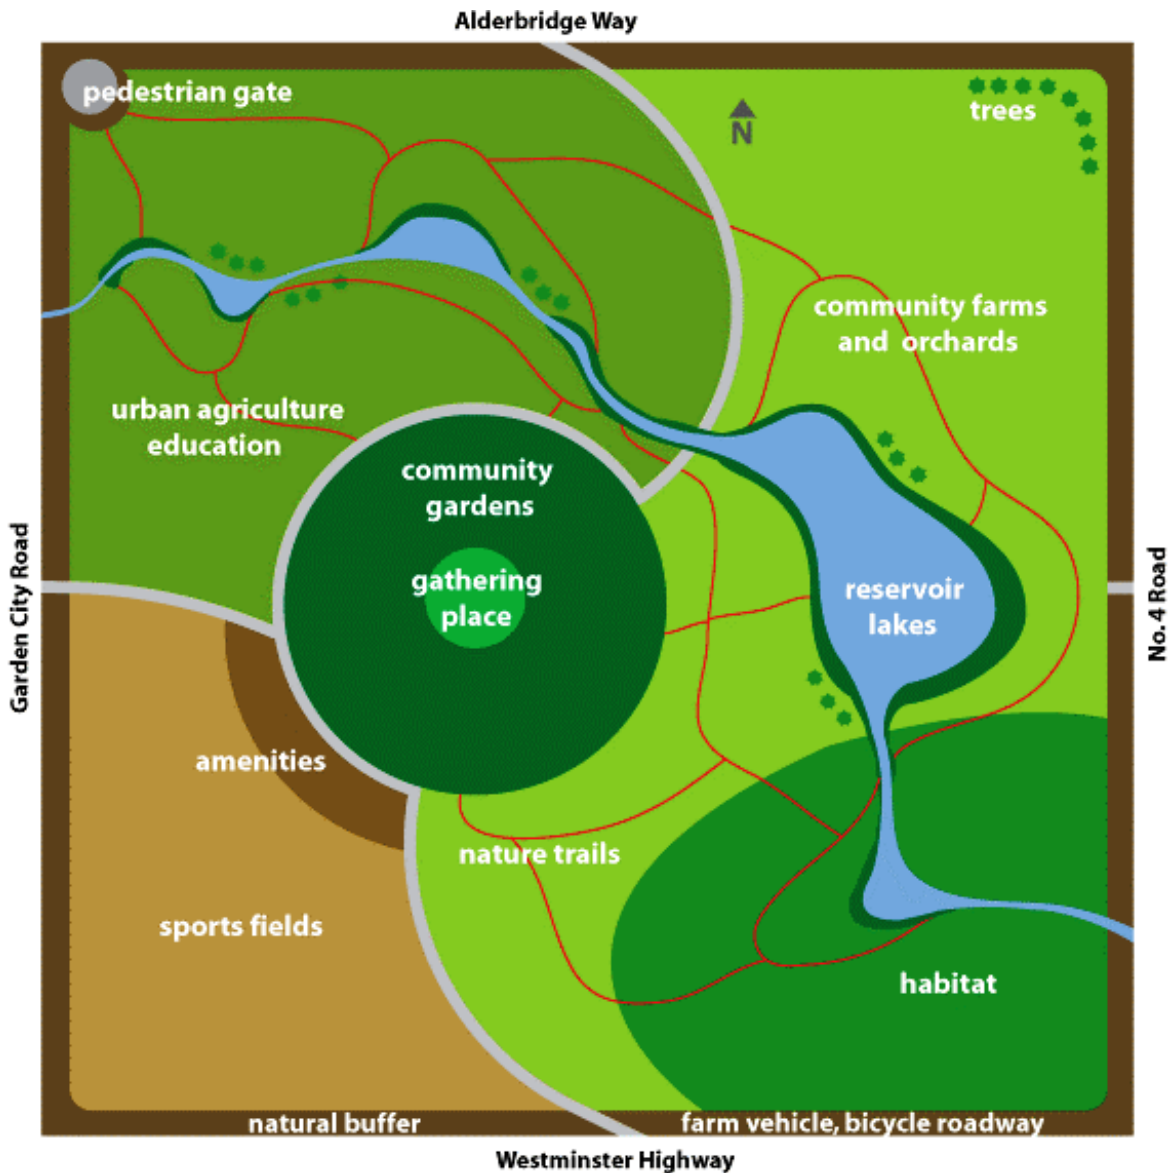 Alderbridge Way
pedestrian gate
trees
N
community farms
and orchards
urban agriculture
education
community
gardens
gathering
place
reservoir
lakes
Garden City Road
No. 4 Road
amenities
nature trails
sports fields
habitat
natural buffer
farm vehicle, bicycle roadway
Westminster Highway